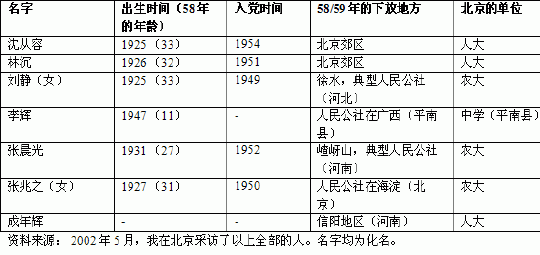 名字 出生时间（58年的年龄） 入党时间 58/59年的下放地方 北京的单位
沈从容 1925（33） 1954 北京郊区 人大
林沉 1926（32） 1951 北京郊区 人大
刘静（女） 1925（33） 1949 徐水，典型人民公社（河北） 农大
李辉 1947（11） - 人民公社在广西（平南县） 中学（平南县）
张晨光 1931（27） 1952 嵖岈山，典型人民公社（河南） 农大
张兆之（女） 1927（31） 1950 人民公社在海淀（北京） 农大
成年辉 - - 信阳地区（河南） 人大
资料来源： 2002年5月，我在北京采访了以上全部的人。名字均为化名。